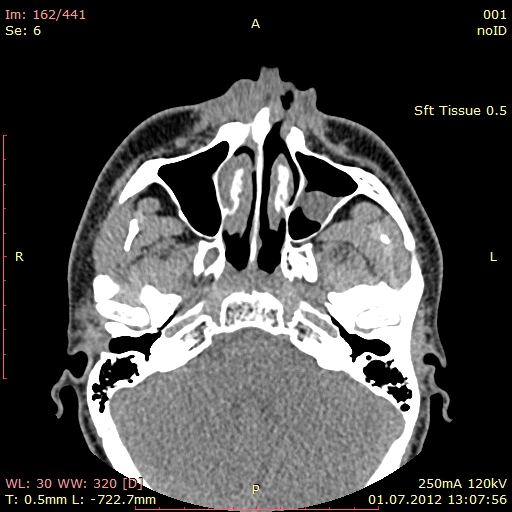 Im: 162/441
Se: 6
A
001
noID
Sft Tissue 0.5
R
L
WL: 30 WW: 320 [D]
T: 0.5mm L: -722.7mm
P
250mA 120kV
01.07.2012 13:07:56